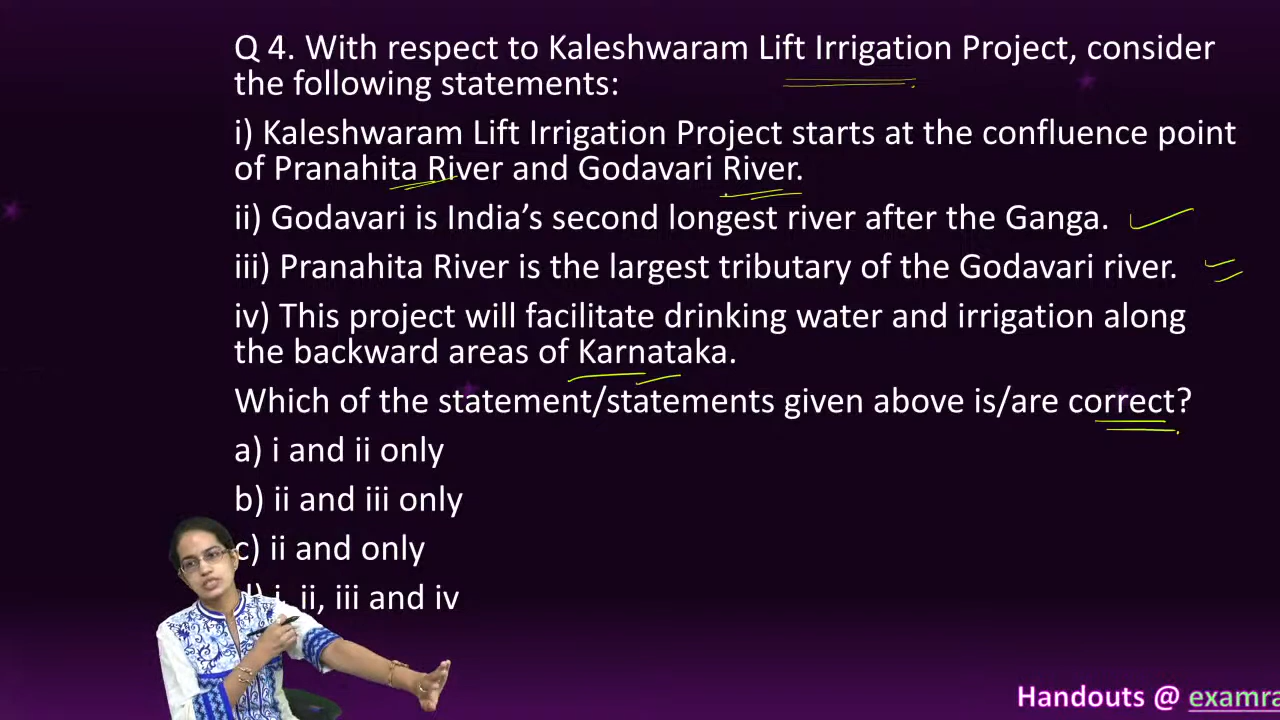 Q 4. With respect to Kaleshwaram Lift Irrigation Project, consider
the following statements:
i) Kaleshwaram Lift Irrigation Project starts at the confluence point
of Pranahita River and Godavari River.
ii) Godavari is India’s second longest river after the Ganga.
iii) Pranahita River is the largest tributary of the Godavari river.
iv) This project will facilitate drinking water and irrigation along
the backward areas of Karnataka.
Which of the statement/statements given above is/are correct?
a) i and ii only
b) ii and iii only
c) ii and only
d) i, ii, iii and iv
Handouts @ examra